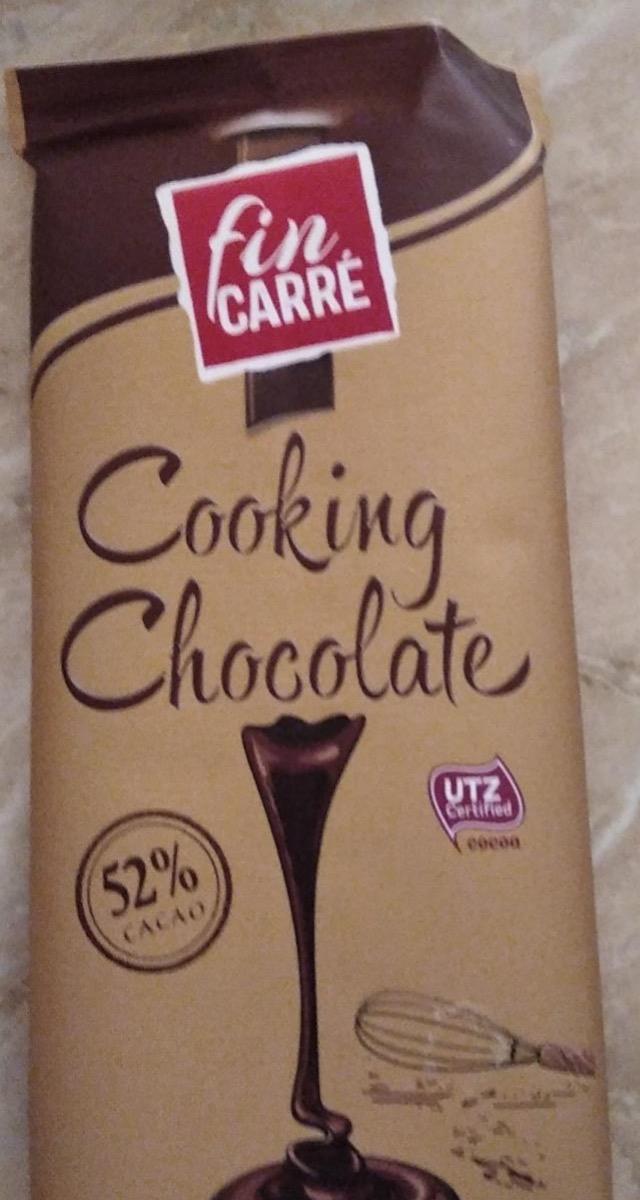 fin
CARRÉ
Cooking
Chocolate
UTZ
Certified
cocoa
52%
CACAO